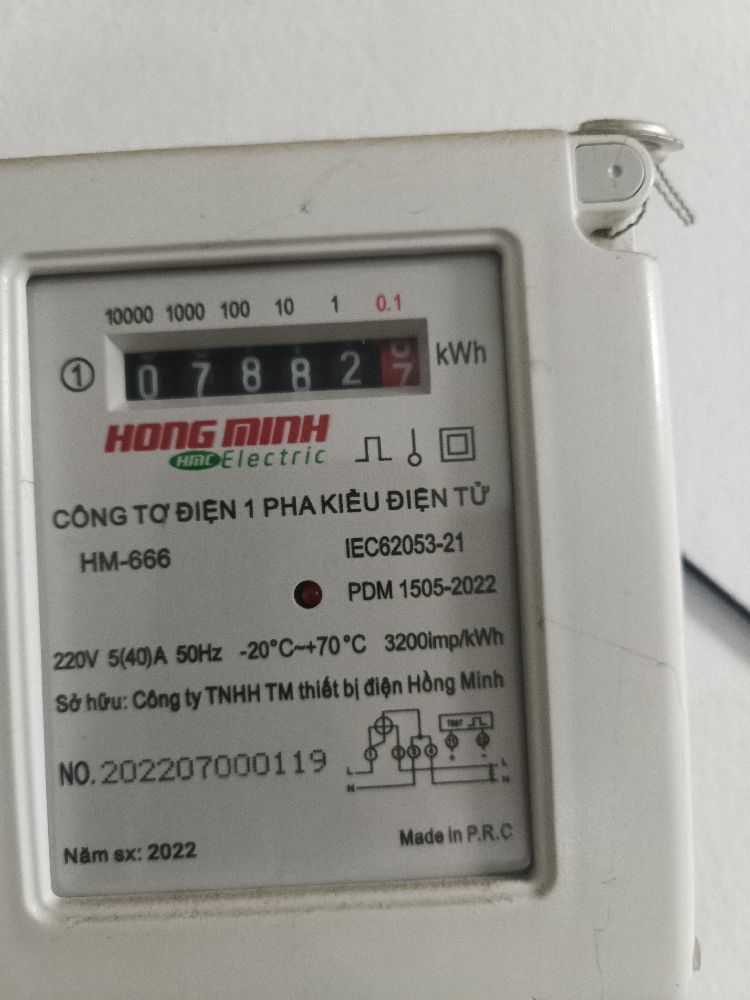 10000 1000 100 10 1 0.1
1 0 7 8 8 2 7 kWh
HONG MINH
HMC Electric
CÔNG TƠ ĐIỆN 1 PHA KIỂU ĐIỆN TỬ
HM-666 IEC62053-21
PDM 1505-2022
220V 5(40)A 50Hz -20°C~+70°C 3200imp/kWh
Sở hữu: Công ty TNHH TM thiết bị điện Hồng Minh
TEST
L
N
L
N
NO.202207000119
Năm sx: 2022 Made in P.R.C